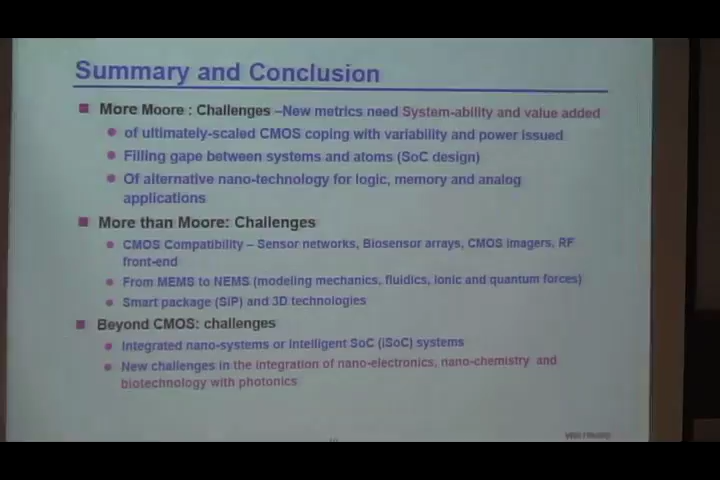 Summary and Conclusion
More Moore : Challenges –New metrics need System-ability and value added
of ultimately-scaled CMOS coping with variability and power issued
Filling gape between systems and atoms (SoC design)
Of alternative nano-technology for logic, memory and analog
applications
More than Moore: Challenges
CMOS Compatibility – Sensor networks, Biosensor arrays, CMOS imagers, RF
front-end
From MEMS to NEMS (modeling mechanics, fluidics, ionic and quantum forces)
Smart package (SiP) and 3D technologies
Beyond CMOS: challenges
Integrated nano-systems or Intelligent SoC (iSoC) systems
New challenges in the integration of nano-electronics, nano-chemistry and
biotechnology with photonics